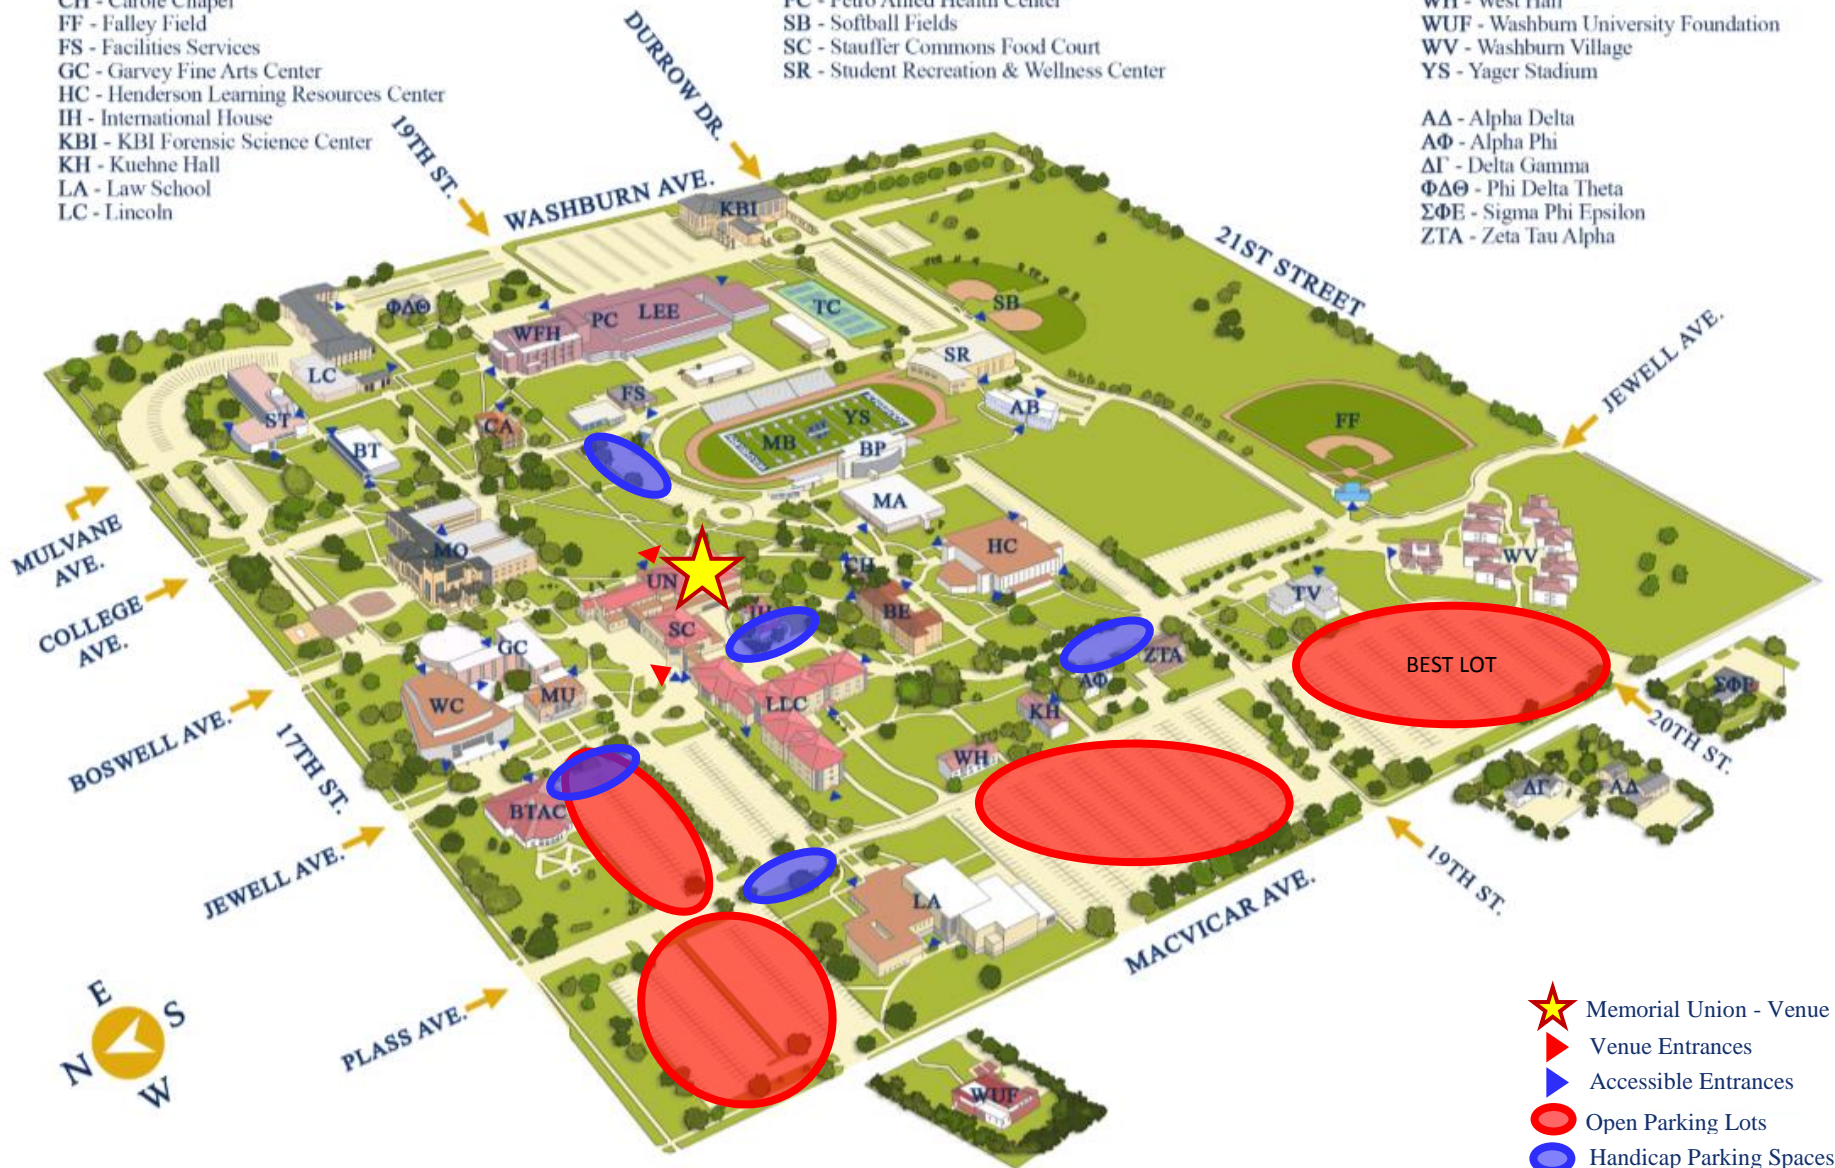 CH - Carole Chapel
FF - Falley Field
FS - Facilities Services
GC - Garvey Fine Arts Center
HC - Henderson Learning Resources Center
IH - International House
KBI - KBI Forensic Science Center
KH - Kuehne Hall
LA - Law School
LC - Lincoln
PC - Petro Allied Health Center
SB - Softball Fields
SC - Stauffer Commons Food Court
SR - Student Recreation & Wellness Center
WH - West Hall
WUF - Washburn University Foundation
WV - Washburn Village
YS - Yager Stadium
ΑΔ - Alpha Delta
ΑΦ - Alpha Phi
ΔΓ - Delta Gamma
ΦΔΘ - Phi Delta Theta
ΣΦΕ - Sigma Phi Epsilon
ZTA - Zeta Tau Alpha
DURROW DR.
19TH ST.
WASHBURN AVE.
21ST STREET
JEWELL AVE.
KBI
ΦΔΘ
WFH
PC
LEE
TC
SB
SR
LC
FS
AB
ST
BT
CA
YS
MB
BP
FF
MA
MO
HC
MULVANE
AVE.
COLLEGE
AVE.
UN
CH
IH
BE
TV
WV
SC
GC
ZTA
ΑΦ
BEST LOT
WC
MU
LLC
KH
ΣΦΕ
BOSWELL AVE.
17TH ST.
20TH ST.
WH
BTAC
ΔΓ
ΑΔ
JEWELL AVE.
19TH ST.
LA
MACVICAR AVE.
PLASS AVE.
E
S
N
W
WUF
Memorial Union - Venue
Venue Entrances
Accessible Entrances
Open Parking Lots
Handicap Parking Spaces